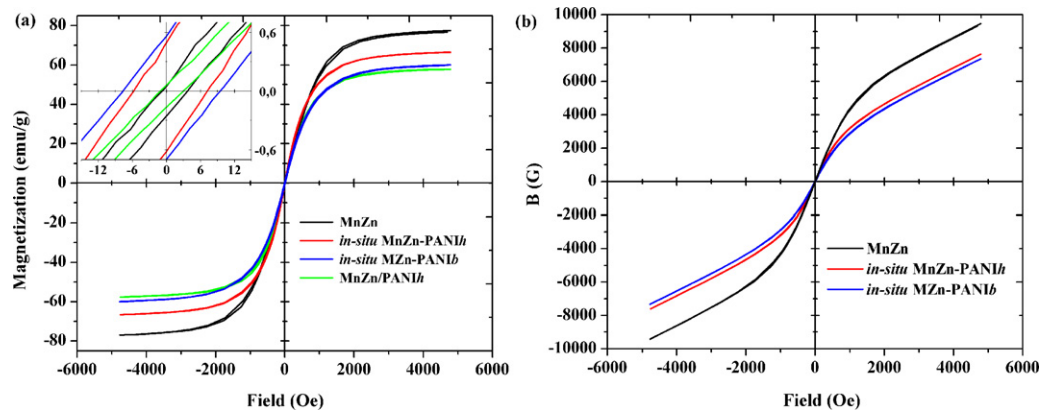 (a)
80
60
40
20
0
-20
-40
-60
-80
Magnetization (emu/g)
0,6
0,0
-0,6
-12 -6 0 6 12
MnZn
in-situ MnZn-PANIh
in-situ MZn-PANIb
MnZn/PANIh
-6000 -4000 -2000 0 2000 4000 6000
Field (Oe)
(b)
10000
8000
6000
4000
2000
0
-2000
-4000
-6000
-8000
-10000
B (G)
MnZn
in-situ MnZn-PANIh
in-situ MZn-PANIb
-6000 -4000 -2000 0 2000 4000 6000
Field (Oe)